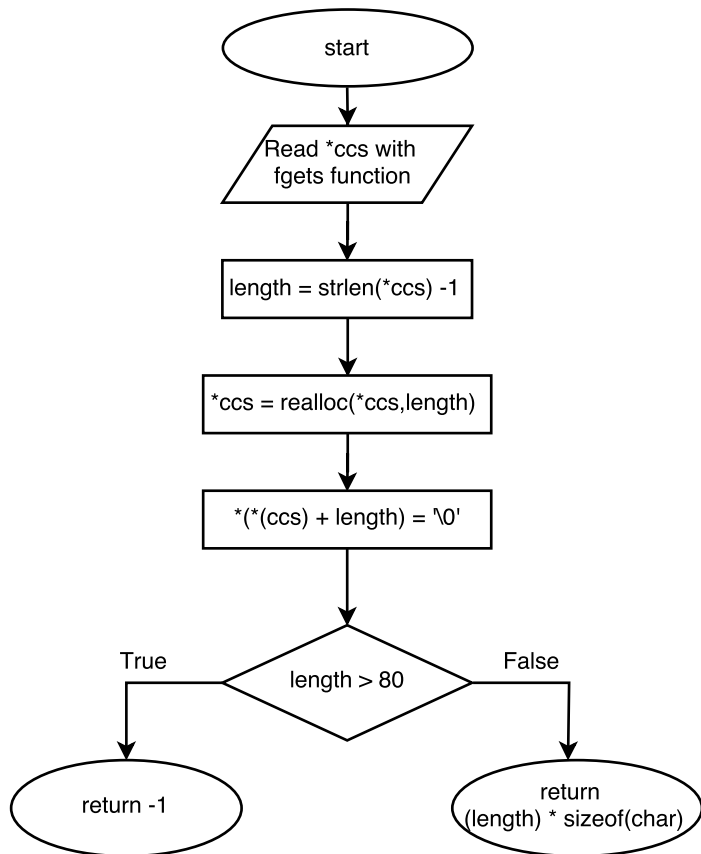 start
Read *ccs with
fgets function
length = strlen(*ccs) -1
*ccs = realloc(*ccs,length)
*(*(ccs) + length) = '\0'
True
False
length > 80
return -1
return
(length) * sizeof(char)